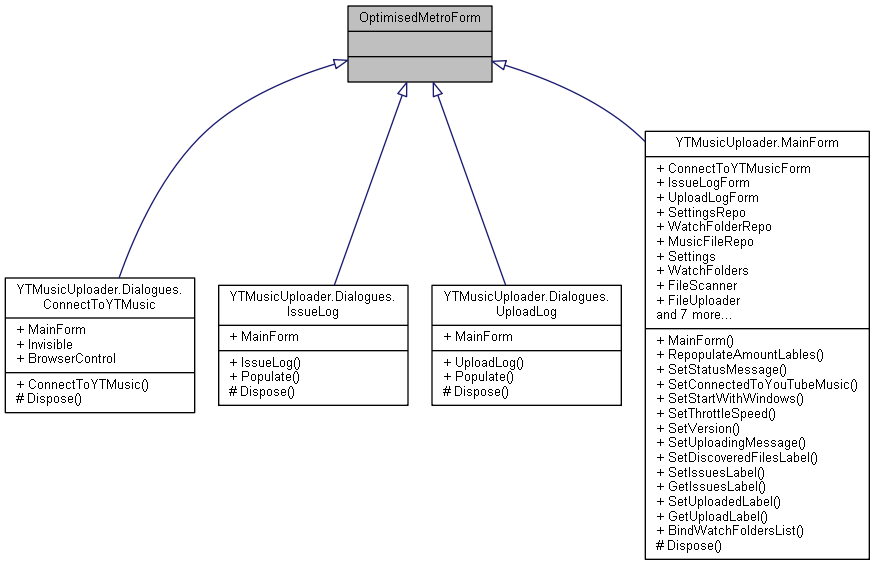 OptimisedMetroForm
YTMusicUploader.Dialogues.
ConnectToYTMusic
+ MainForm
+ Invisible
+ BrowserControl
+ ConnectToYTMusic()
# Dispose()
YTMusicUploader.Dialogues.
IssueLog
+ MainForm
+ IssueLog()
+ Populate()
# Dispose()
YTMusicUploader.Dialogues.
UploadLog
+ MainForm
+ UploadLog()
+ Populate()
# Dispose()
YTMusicUploader.MainForm
+ ConnectToYTMusicForm
+ IssueLogForm
+ UploadLogForm
+ SettingsRepo
+ WatchFolderRepo
+ MusicFileRepo
+ Settings
+ WatchFolders
+ FileScanner
+ FileUploader
and 7 more...
+ MainForm()
+ RepopulateAmountLables()
+ SetStatusMessage()
+ SetConnectedToYouTubeMusic()
+ SetStartWithWindows()
+ SetThrottleSpeed()
+ SetVersion()
+ SetUploadingMessage()
+ SetDiscoveredFilesLabel()
+ SetIssuesLabel()
+ GetIssuesLabel()
+ SetUploadedLabel()
+ GetUploadLabel()
+ BindWatchFoldersList()
# Dispose()